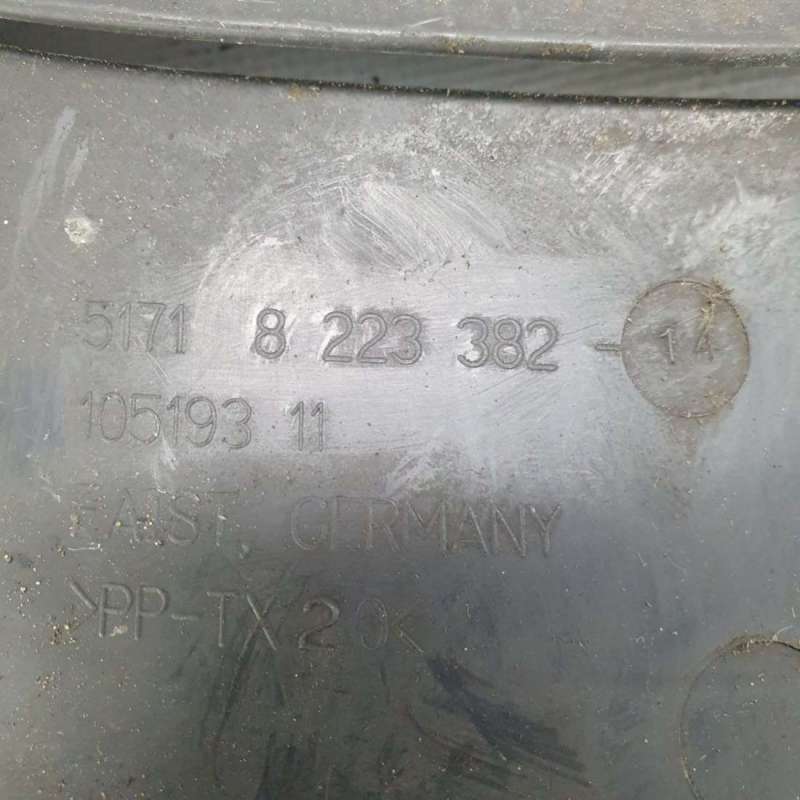 5171 8 223 382 - 14
105193 11
FAIST, GERMANY
>PP-TX20<